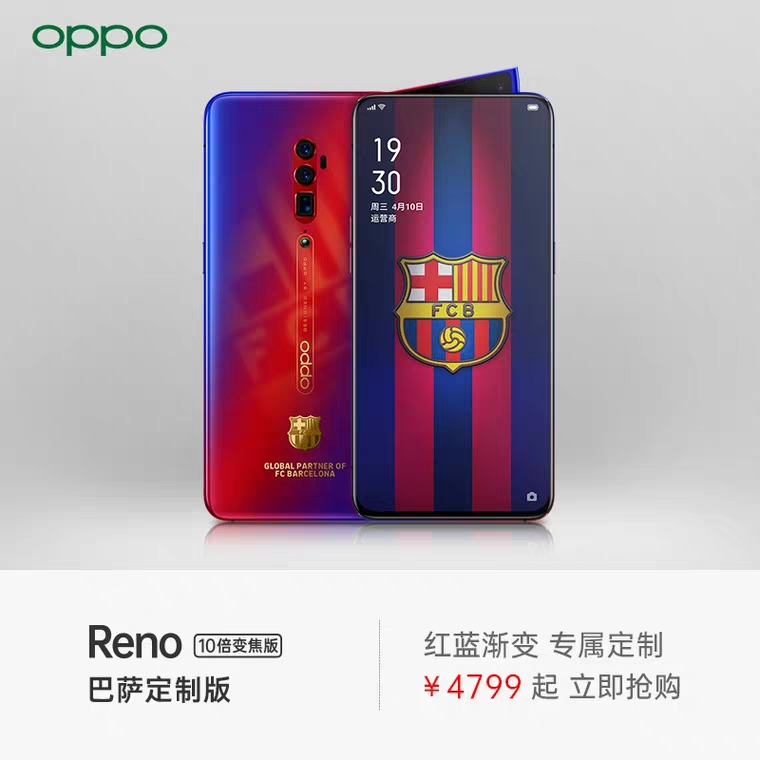 oppo
19
30
周三 4月10日
运营商
FCB
oppo
GLOBAL PARTNER OF
FC BARCELONA
Reno 10倍变焦版
巴萨定制版
红蓝渐变 专属定制
¥4799 起 立即抢购